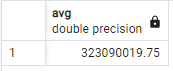 avg
double precision
1
323090019.75